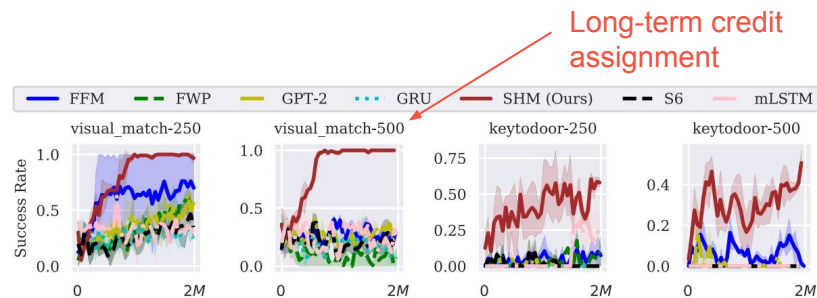 Long-term credit
assignment
FFM FWP GPT-2 GRU SHM (Ours) S6 mLSTM
visual_match-250 visual_match-500 keytodoor-250 keytodoor-500
Success Rate
1.0
0.5
0.0
0 2M
1.0
0.5
0.0
0 2M
0.75
0.50
0.25
0.00
0 2M
0.4
0.2
0.0
0 2M